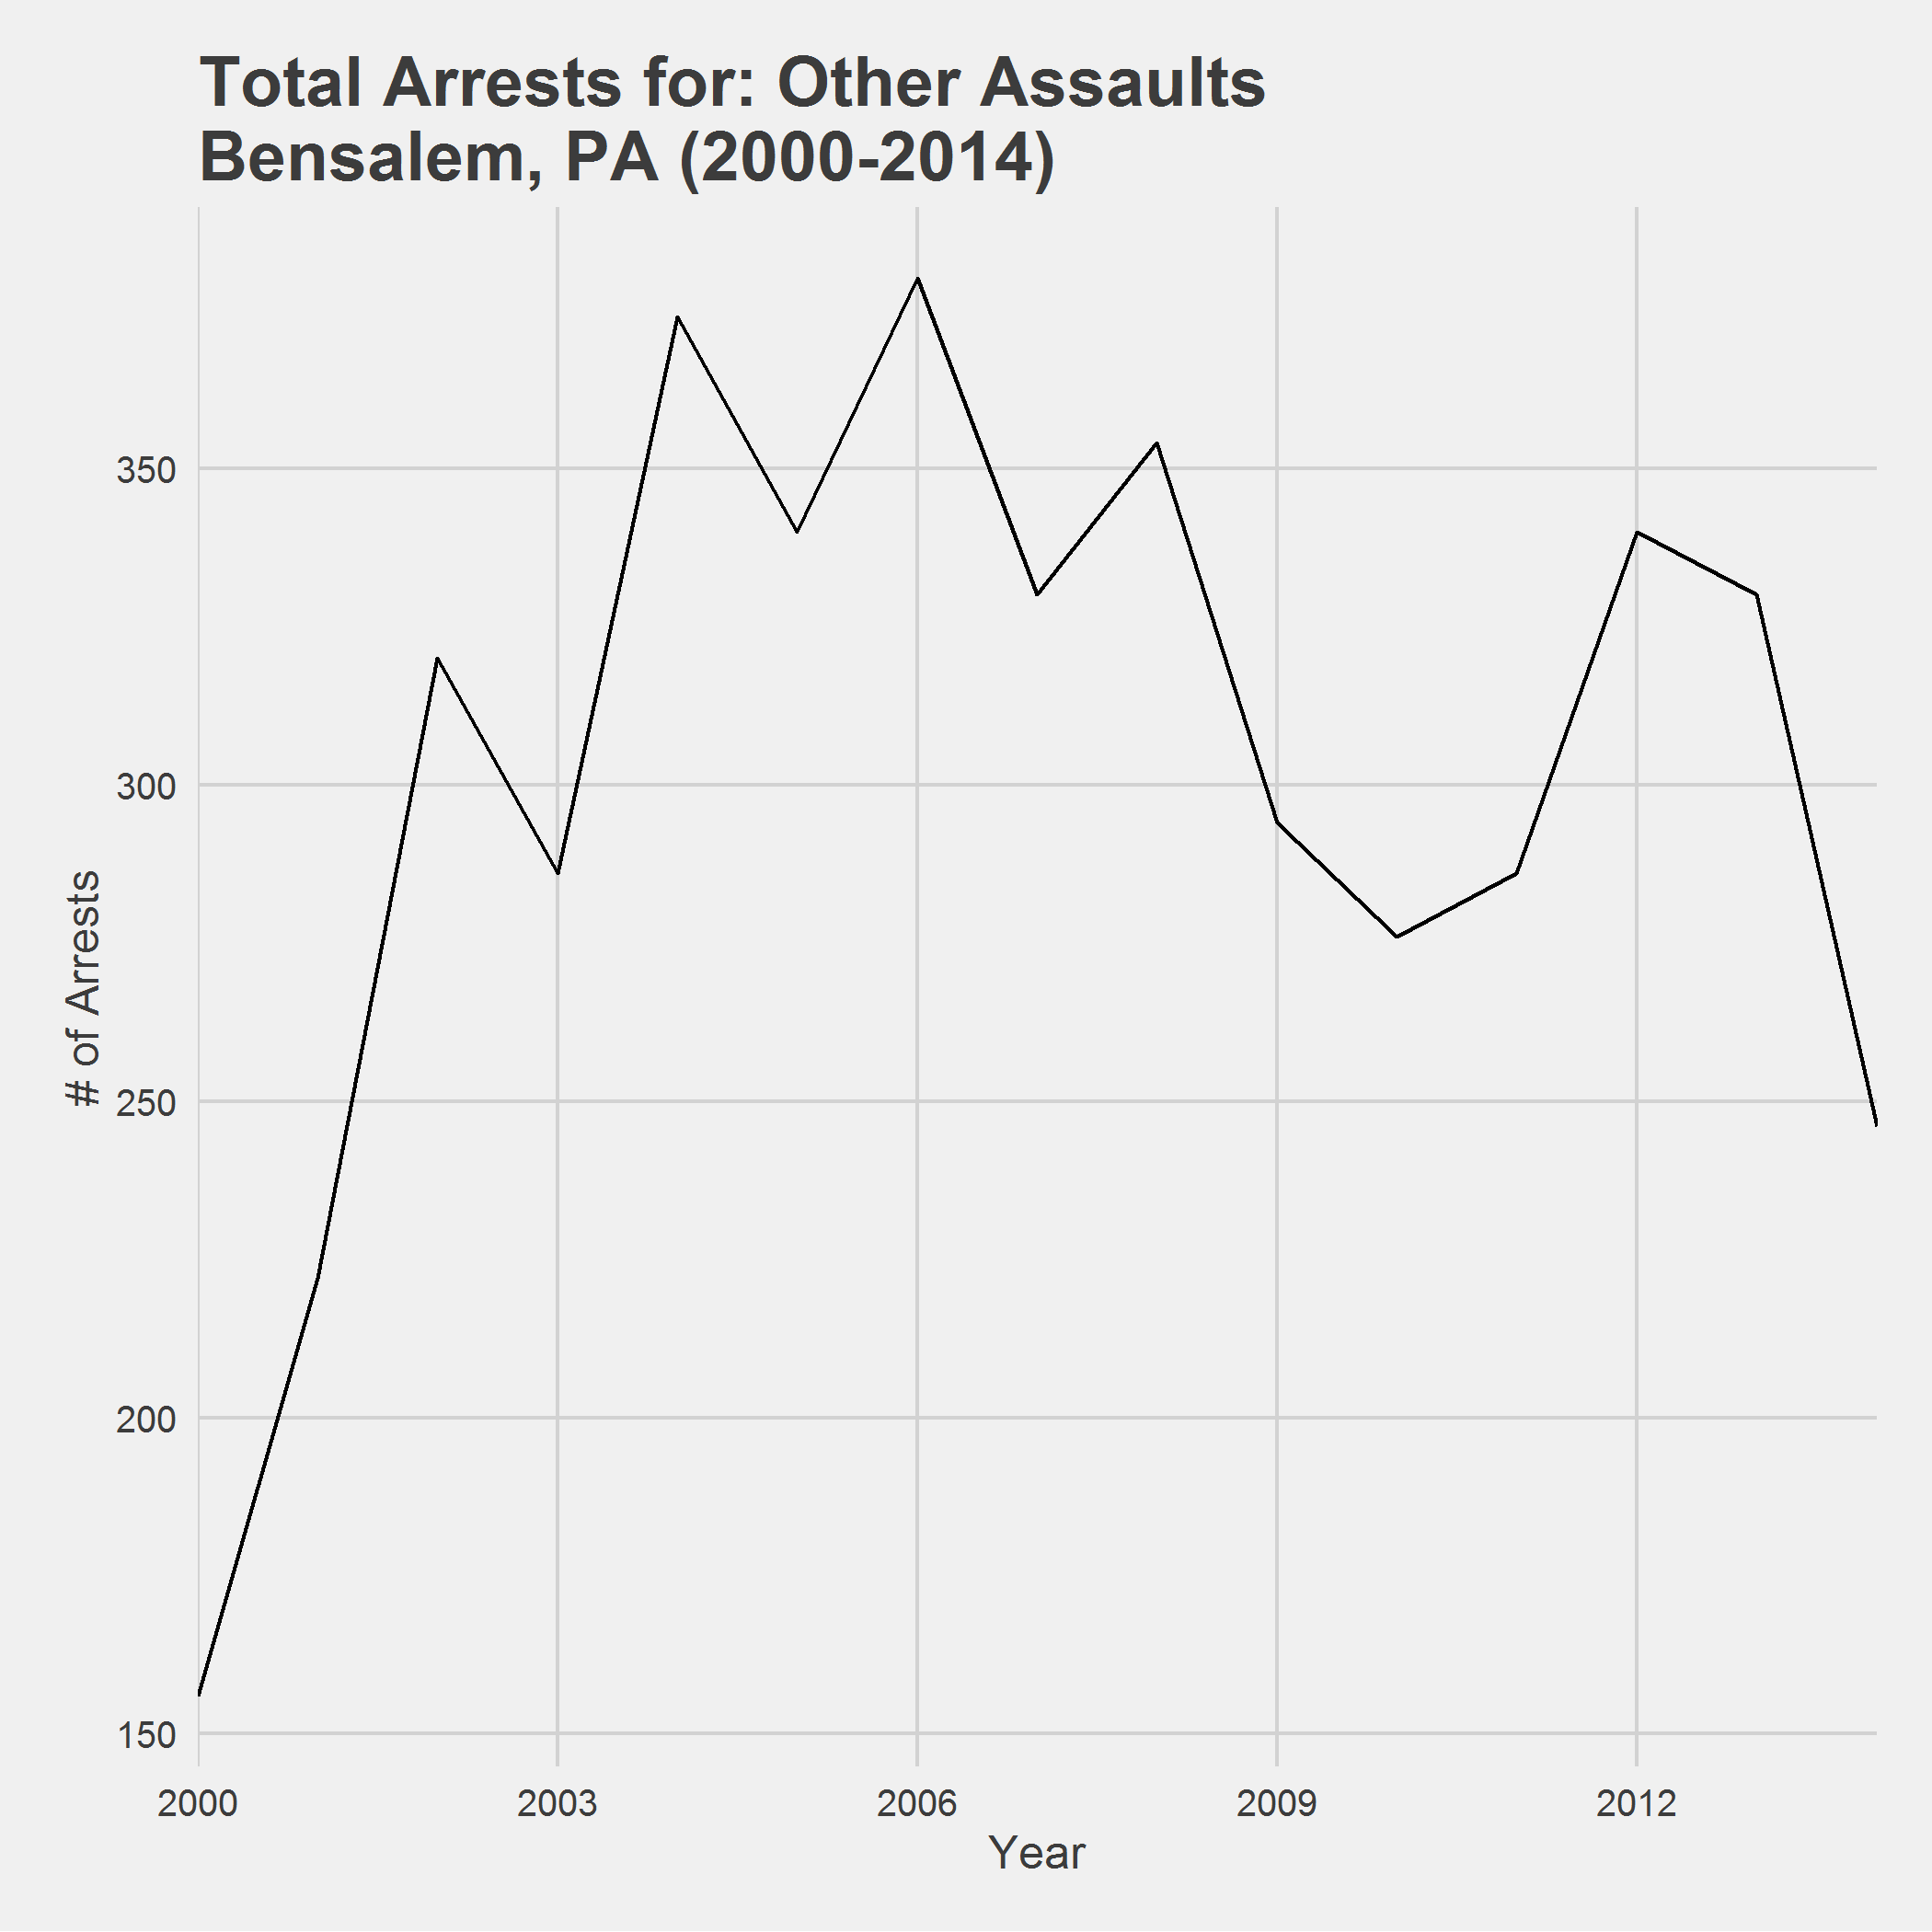 Total Arrests for: Other Assaults
Bensalem, PA (2000-2014)
# of Arrests
350
300
250
200
150
2000 2003 2006 2009 2012
Year